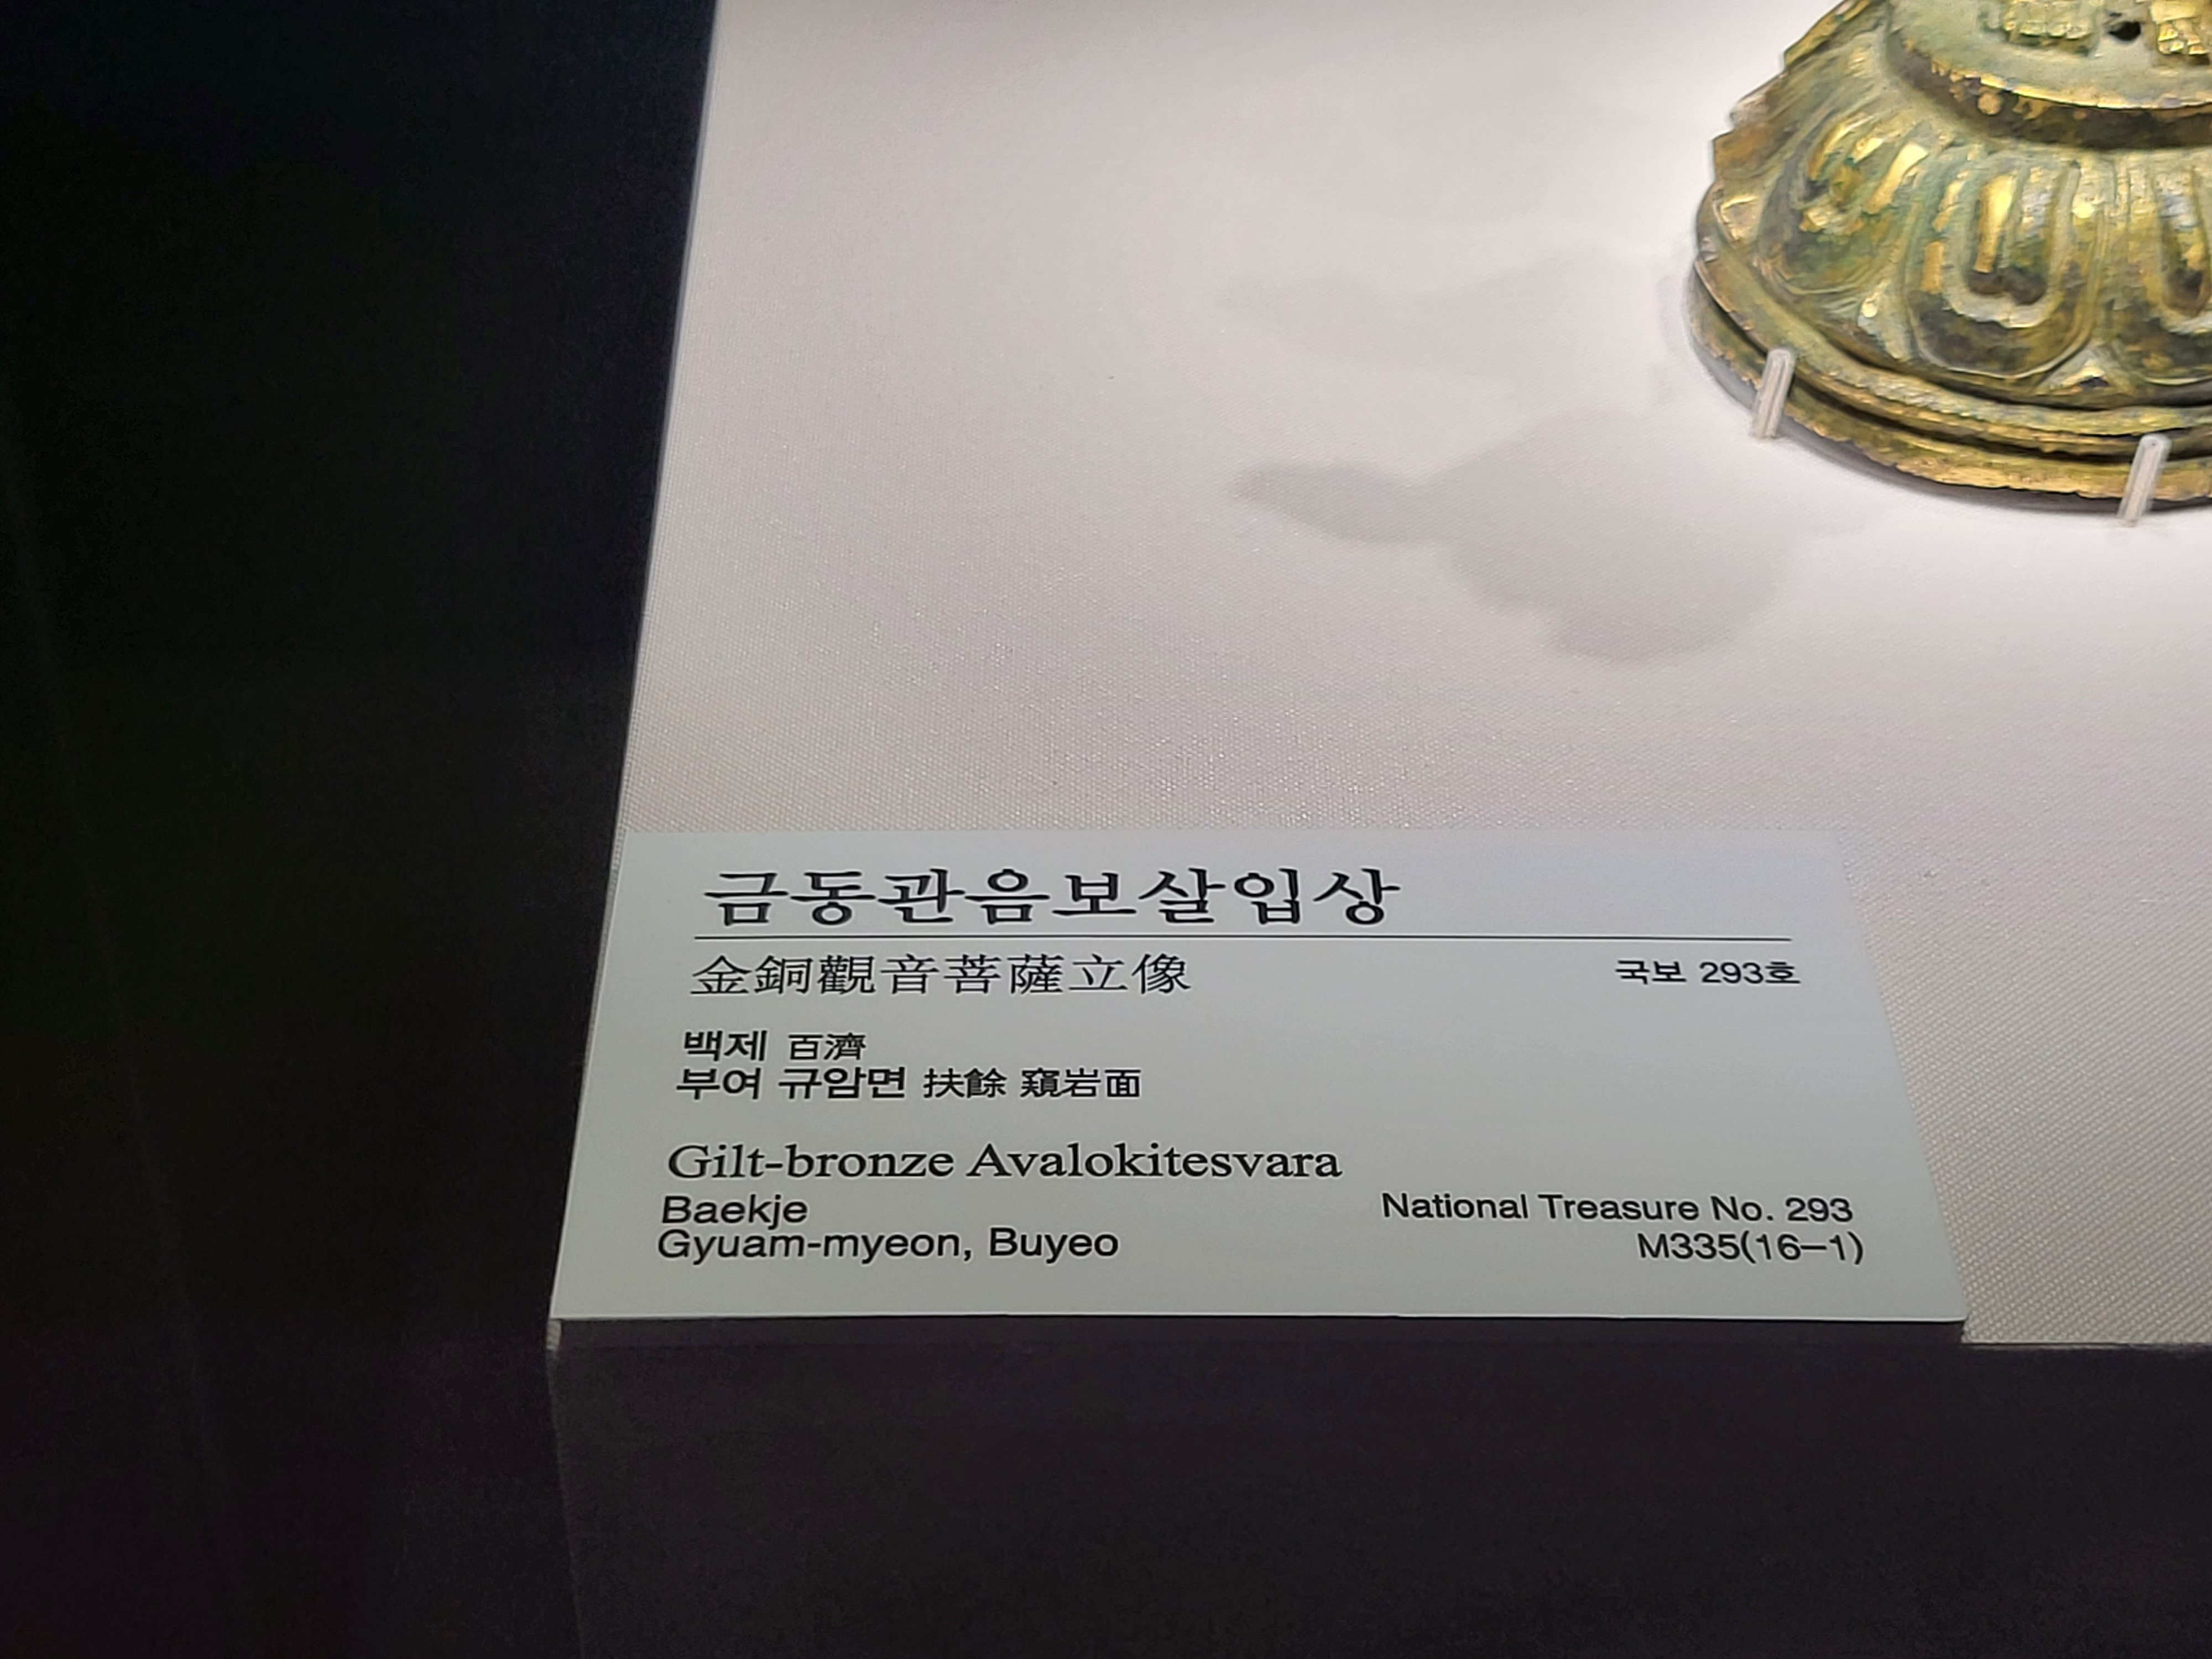 금동관음보살입상
金銅觀音菩薩立像 국보 293호
백제 百濟
부여 규암면 扶餘 窺岩面
Gilt-bronze Avalokitesvara
Baekje National Treasure No. 293
Gyuam-myeon, Buyeo M335(16-1)